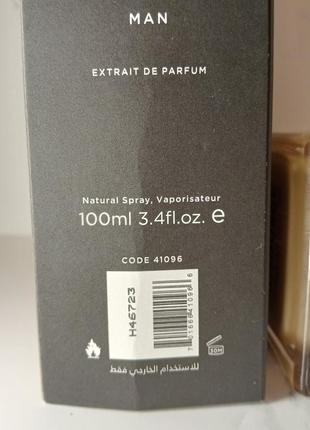 MAN
EXTRAIT DE PARFUM
Natural Spray, Vaporisateur
100ml 3.4fl.oz. e
CODE 41096
H46723
للاستخدام الخارجي فقط